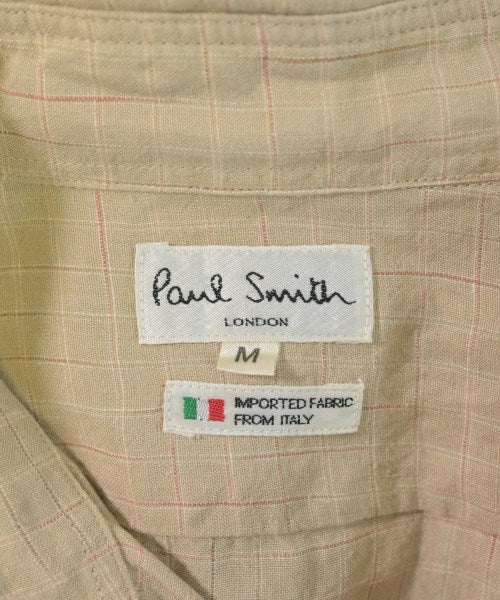 Paul Smith
LONDON
M
IMPORTED FABRIC
FROM ITALY